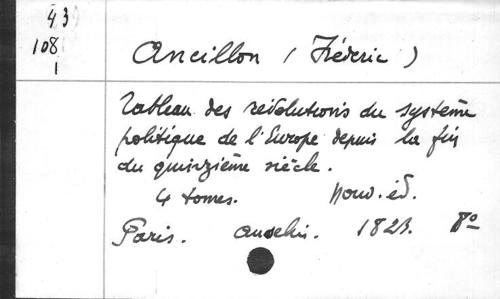 43
108
1
Ancillon (Fréderic)
Tableau des révolutions du système
politique de l'Europe depuis la fin
du quinzième siècle.
4 tomes. Nouv. éd.
Paris. Anselin. 1823. 8°